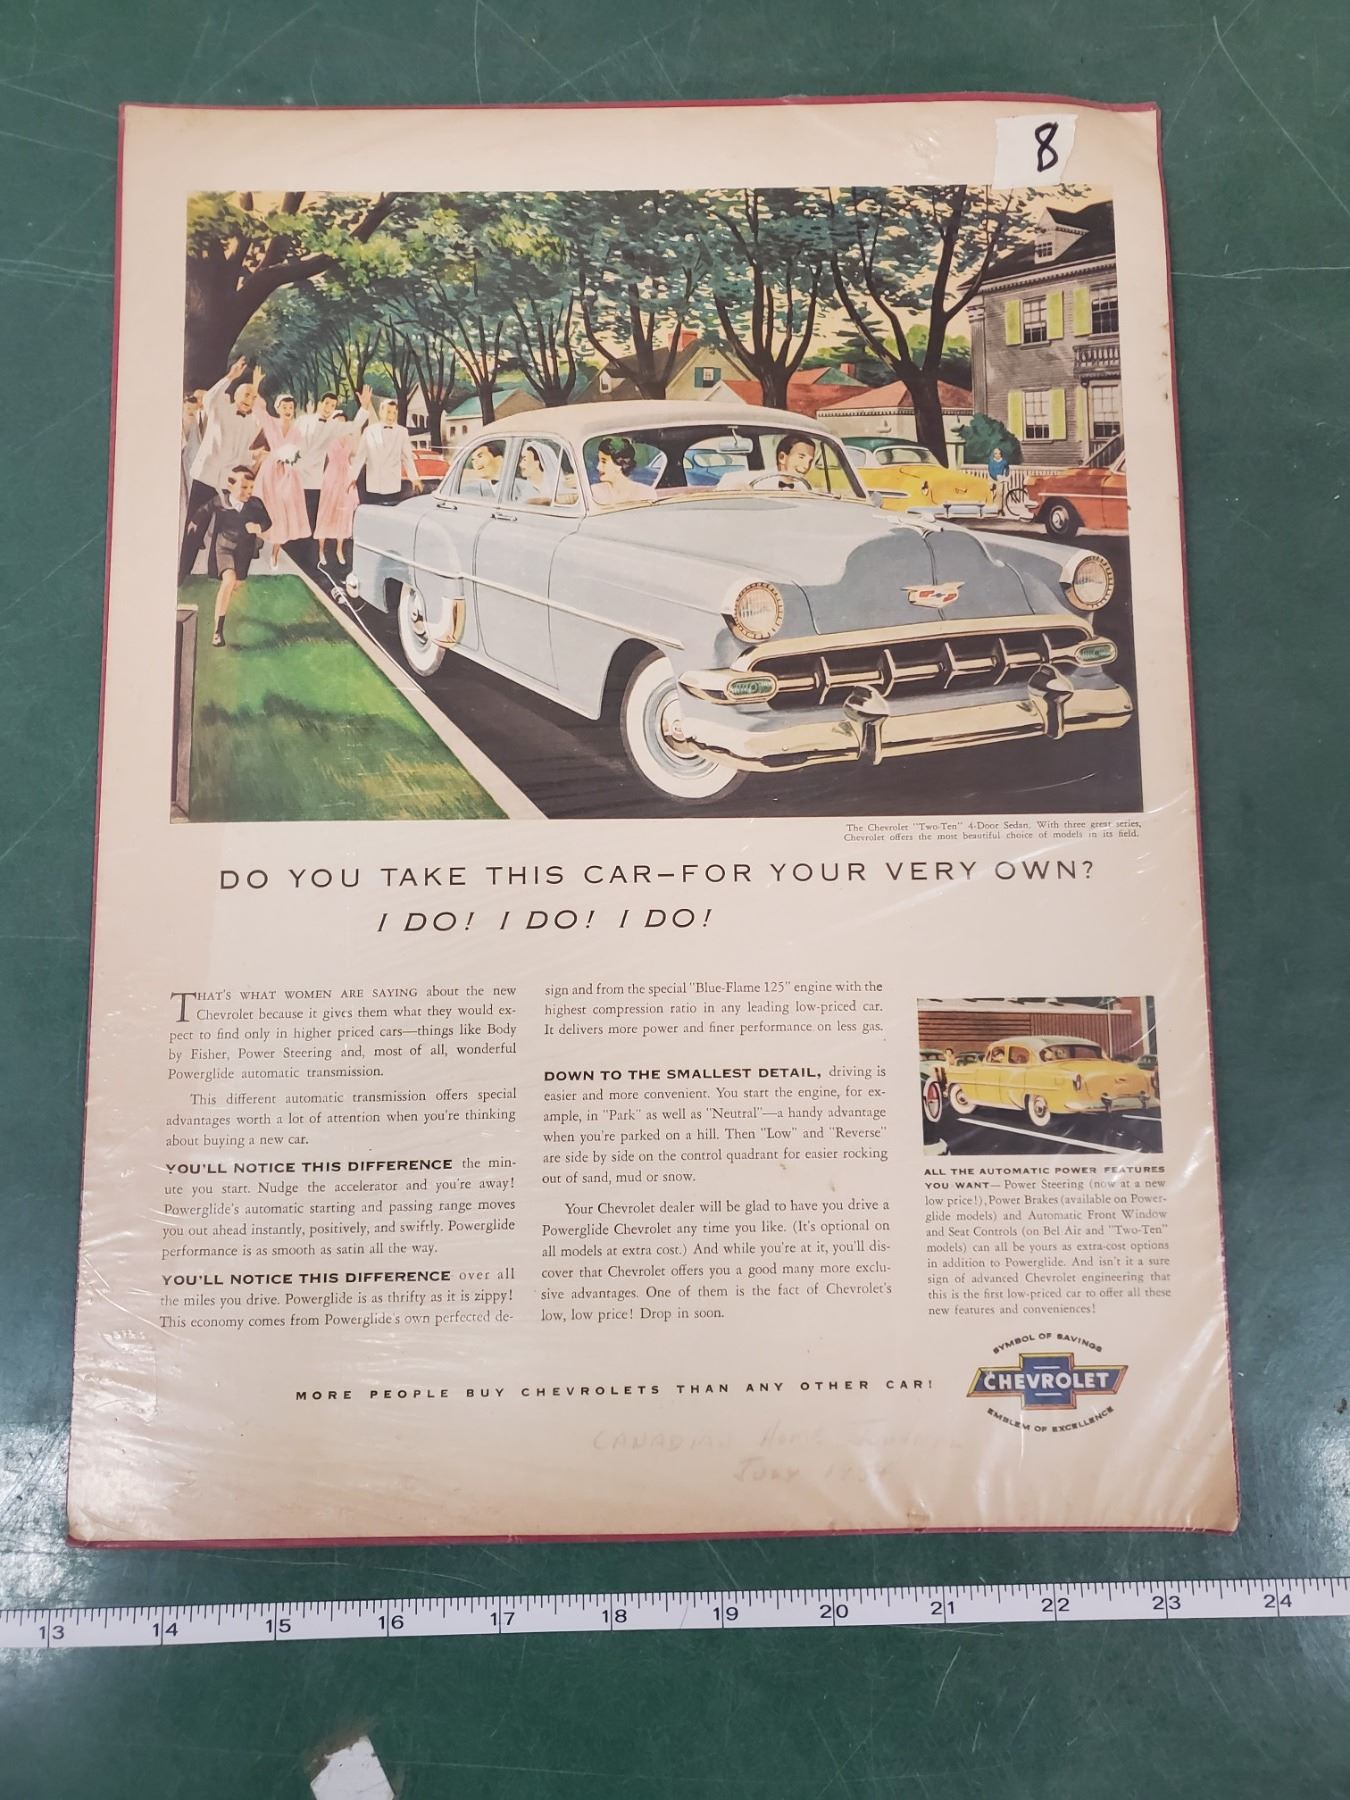 8
The Chevrolet "Two-Ten" 4-Door Sedan. With three great series,
Chevrolet offers the most beautiful choice of models in its field.
DO YOU TAKE THIS CAR—FOR YOUR VERY OWN?
I DO! I DO! I DO!
THAT'S WHAT WOMEN ARE SAYING about the new
Chevrolet because it gives them what they would ex-
pect to find only in higher priced cars—things like Body
by Fisher, Power Steering and, most of all, wonderful
Powerglide automatic transmission.
This different automatic transmission offers special
advantages worth a lot of attention when you're thinking
about buying a new car.
YOU'LL NOTICE THIS DIFFERENCE the min-
ute you start. Nudge the accelerator and you're away!
Powerglide's automatic starting and passing range moves
you out ahead instantly, positively, and swiftly. Powerglide
performance is as smooth as satin all the way.
YOU'LL NOTICE THIS DIFFERENCE over all
the miles you drive. Powerglide is as thrifty as it is zippy!
This economy comes from Powerglide's own perfected de-
sign and from the special "Blue-Flame 125" engine with the
highest compression ratio in any leading low-priced car.
It delivers more power and finer performance on less gas.
DOWN TO THE SMALLEST DETAIL, driving is
easier and more convenient. You start the engine, for ex-
ample, in "Park" as well as "Neutral"—a handy advantage
when you're parked on a hill. Then "Low" and "Reverse"
are side by side on the control quadrant for easier rocking
out of sand, mud or snow.
Your Chevrolet dealer will be glad to have you drive a
Powerglide Chevrolet any time you like. (It's optional on
all models at extra cost.) And while you're at it, you'll dis-
cover that Chevrolet offers you a good many more exclu-
sive advantages. One of them is the fact of Chevrolet's
low, low price! Drop in soon.
ALL THE AUTOMATIC POWER FEATURES
YOU WANT— Power Steering (now at a new
low price!), Power Brakes (available on Power-
glide models) and Automatic Front Window
and Seat Controls (on Bel Air and "Two-Ten"
models) can all be yours as extra-cost options
in addition to Powerglide. And isn't it a sure
sign of advanced Chevrolet engineering that
this is the first low-priced car to offer all these
new features and conveniences!
SYMBOL OF SAVINGS
CHEVROLET
EMBLEM OF EXCELLENCE
MORE PEOPLE BUY CHEVROLETS THAN ANY OTHER CAR!
CANADIAN HOME JOURNAL
JULY 1954
13 14 15 16 17 18 19 20 21 22 23 24